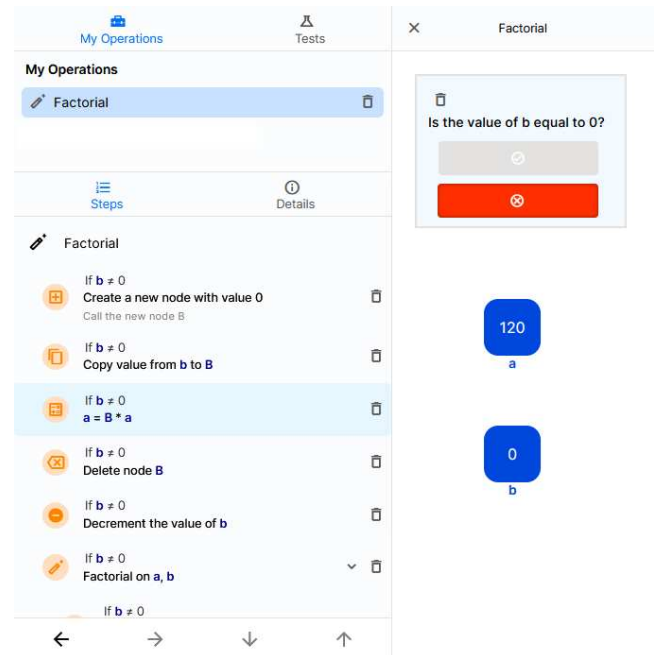 My Operations
Tests
My Operations
Factorial
Steps
Details
Factorial
If b ≠ 0
Create a new node with value 0
Call the new node B
If b ≠ 0
Copy value from b to B
If b ≠ 0
a = B * a
If b ≠ 0
Delete node B
If b ≠ 0
Decrement the value of b
If b ≠ 0
Factorial on a, b
If b ≠ 0
Factorial
Is the value of b equal to 0?
120
a
0
b